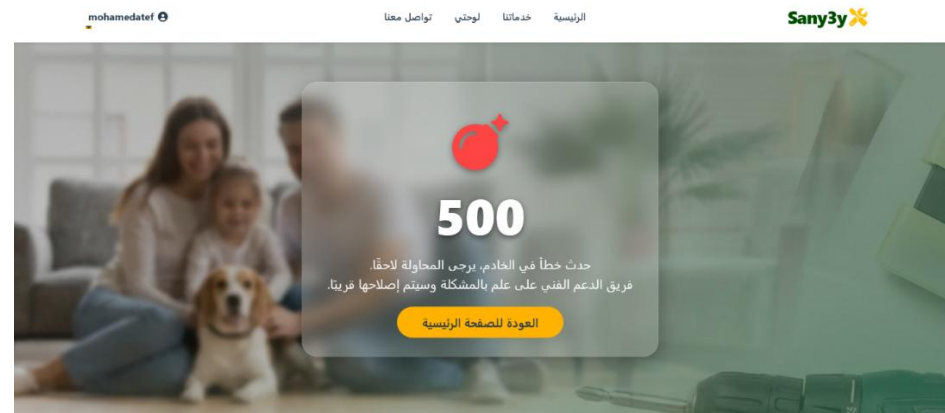 Sany3y
الرئيسية خدماتنا لوحتي تواصل معنا
mohamedatef
500
حدث خطأ في الخادم، يرجى المحاولة لاحقًا.
فريق الدعم الفني على علم بالمشكلة وسيتم إصلاحها قريبًا.
العودة للصفحة الرئيسية